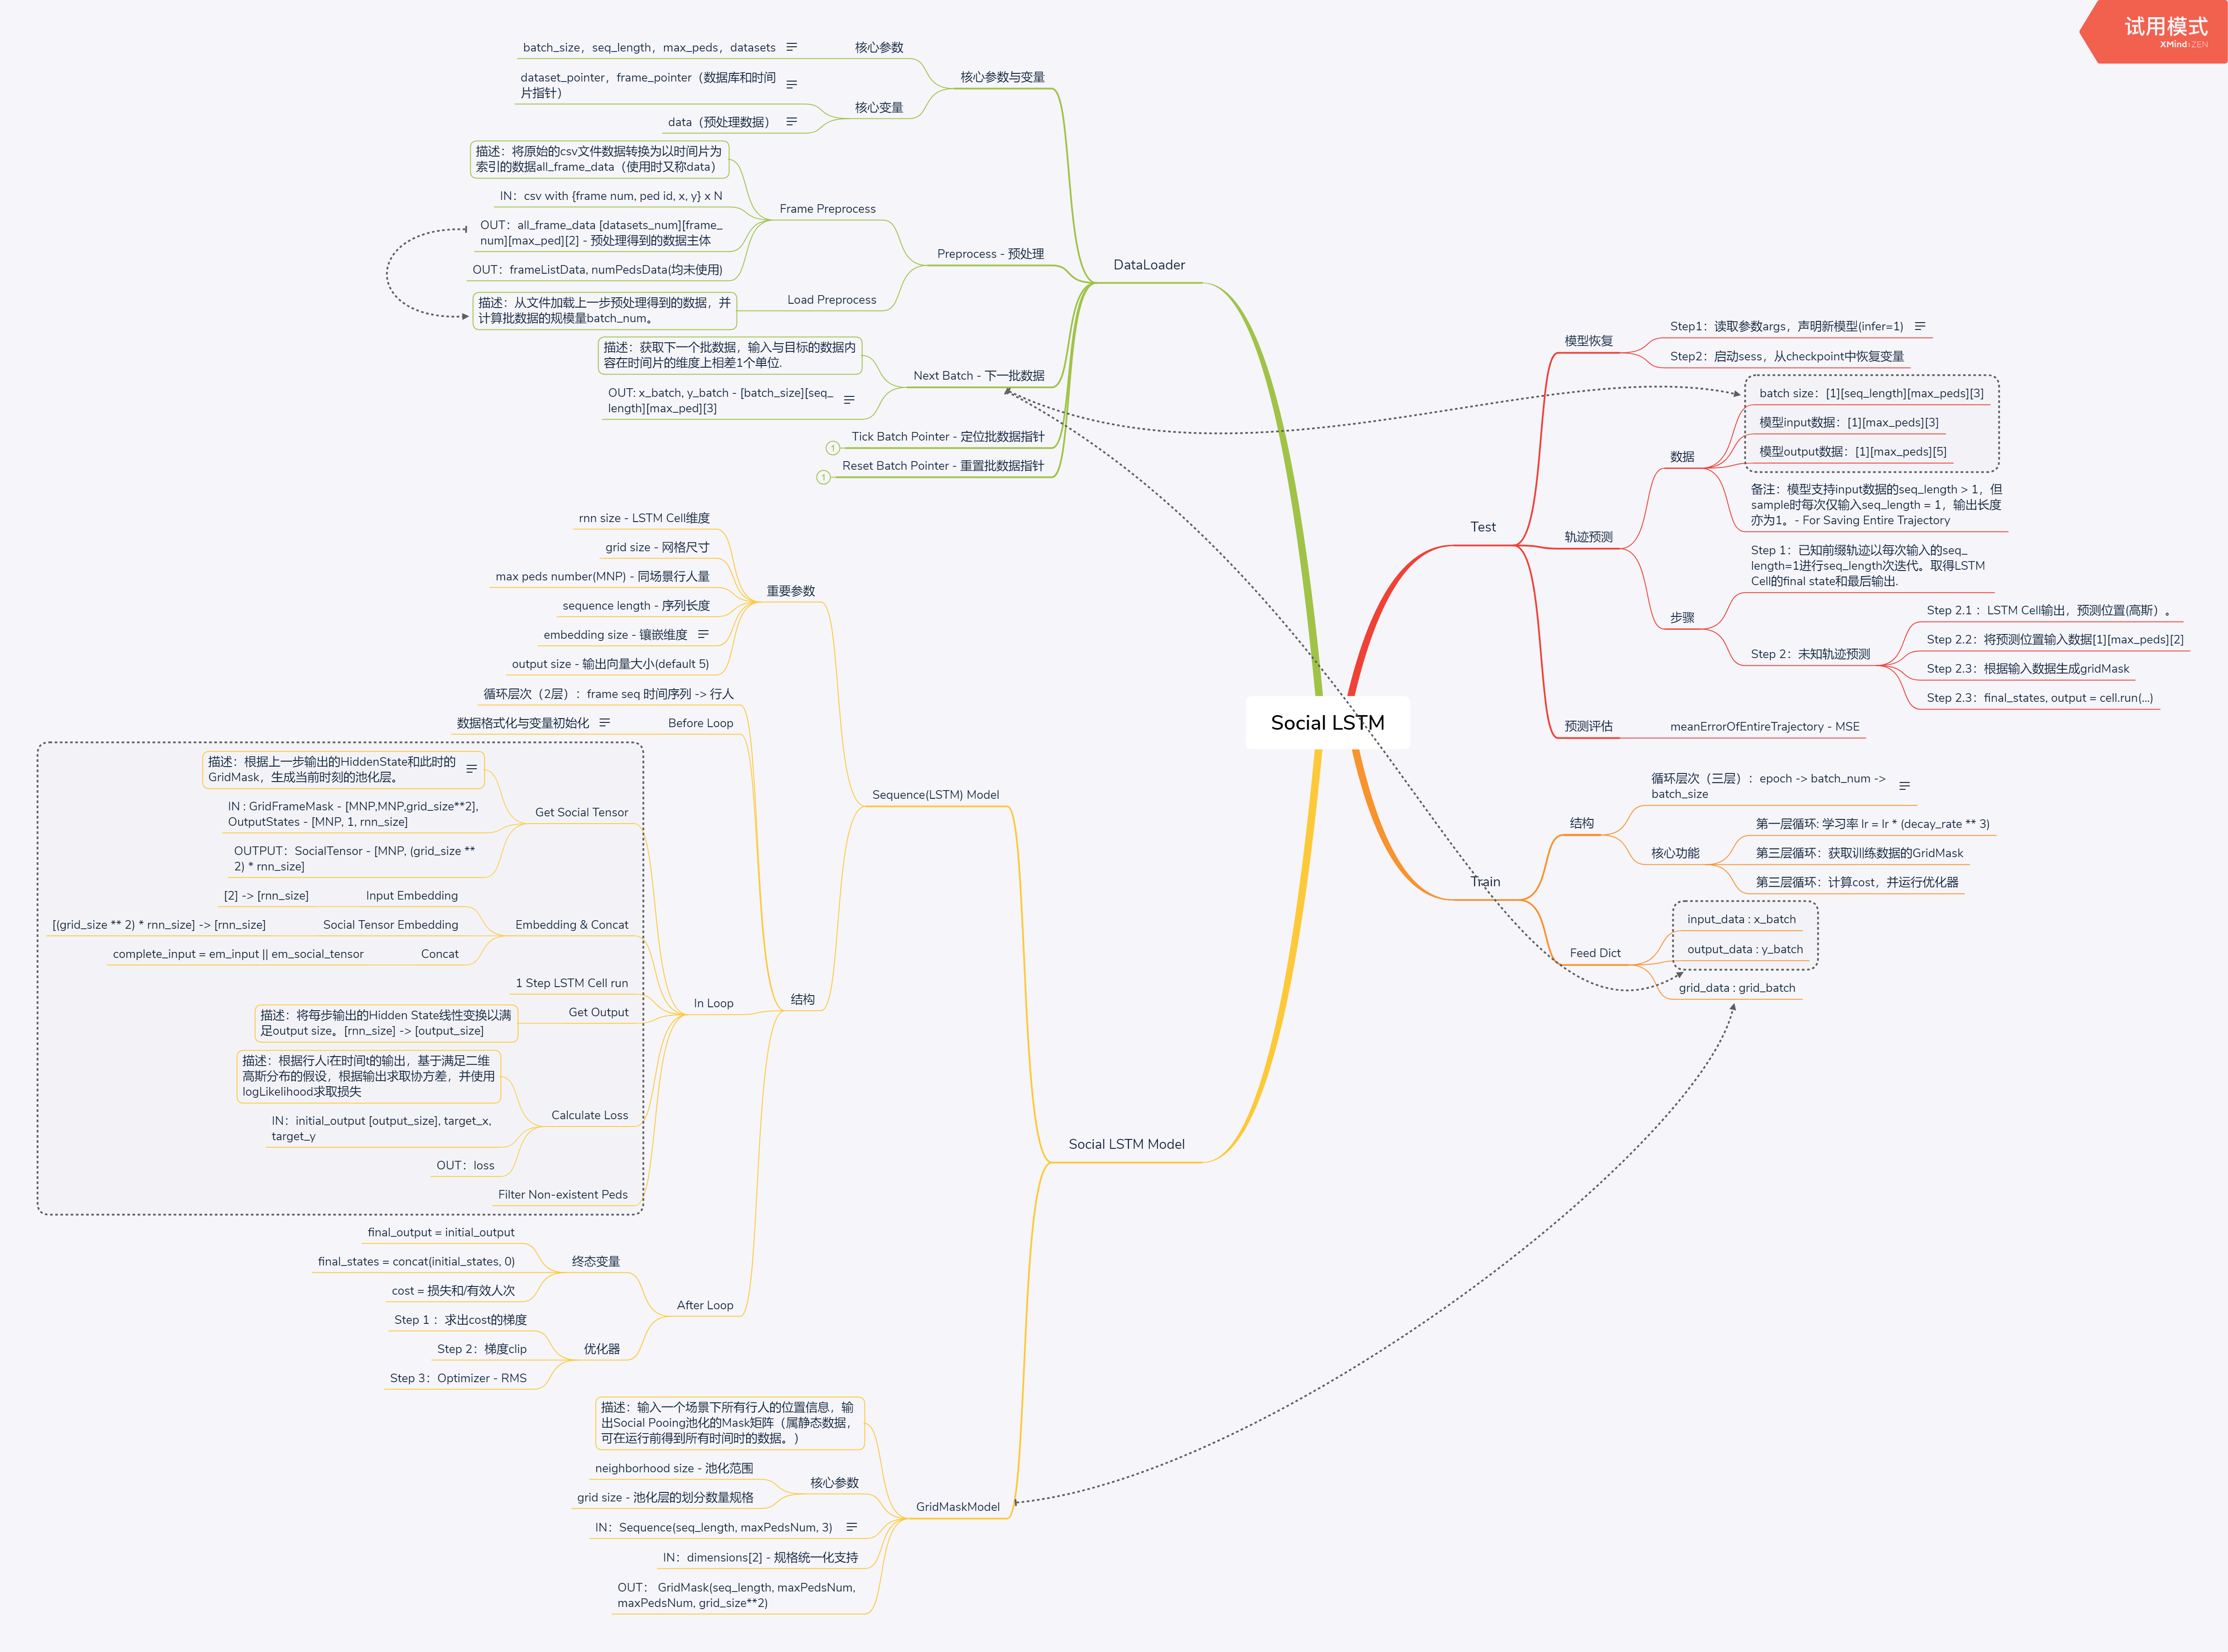 试用模式
XMind:ZEN
Social LSTM
DataLoader
核心参数与变量
核心参数
batch_size，seq_length，max_peds，datasets
核心变量
dataset_pointer，frame_pointer（数据库和时间
片指针）
data（预处理数据）
Preprocess - 预处理
Frame Preprocess
描述：将原始的csv文件数据转换为以时间片为
索引的数据all_frame_data（使用时又称data）
IN：csv with {frame num, ped id, x, y} x N
OUT：all_frame_data [datasets_num][frame_
num][max_ped][2] - 预处理得到的数据主体
OUT：frameListData, numPedsData(均未使用)
Load Preprocess
描述：从文件加载上一步预处理得到的数据，并
计算批数据的规模量batch_num。
Next Batch - 下一批数据
描述：获取下一个批数据，输入与目标的数据内
容在时间片的维度上相差1个单位.
OUT: x_batch, y_batch - [batch_size][seq_
length][max_ped][3]
Tick Batch Pointer - 定位批数据指针
1
Reset Batch Pointer - 重置批数据指针
1
Test
模型恢复
Step1：读取参数args，声明新模型(infer=1)
Step2：启动sess，从checkpoint中恢复变量
轨迹预测
数据
batch size：[1][seq_length][max_peds][3]
模型input数据：[1][max_peds][3]
模型output数据：[1][max_peds][5]
备注：模型支持input数据的seq_length > 1，但
sample时每次仅输入seq_length = 1，输出长度
亦为1。- For Saving Entire Trajectory
步骤
Step 1：已知前缀轨迹以每次输入的seq_
length=1进行seq_length次迭代。取得LSTM
Cell的final state和最后输出.
Step 2：未知轨迹预测
Step 2.1 ：LSTM Cell输出，预测位置(高斯）。
Step 2.2：将预测位置输入数据[1][max_peds][2]
Step 2.3：根据输入数据生成gridMask
Step 2.3：final_states, output = cell.run(...)
预测评估
meanErrorOfEntireTrajectory - MSE
Train
结构
循环层次（三层）：epoch -> batch_num ->
batch_size
核心功能
第一层循环: 学习率 lr = lr * (decay_rate ** 3)
第三层循环：获取训练数据的GridMask
第三层循环：计算cost，并运行优化器
Feed Dict
input_data : x_batch
output_data : y_batch
grid_data : grid_batch
Social LSTM Model
Sequence(LSTM) Model
重要参数
rnn size - LSTM Cell维度
grid size - 网格尺寸
max peds number(MNP) - 同场景行人量
sequence length - 序列长度
embedding size - 镶嵌维度
output size - 输出向量大小(default 5)
结构
循环层次（2层）：frame seq 时间序列 -> 行人
Before Loop
数据格式化与变量初始化
In Loop
Get Social Tensor
描述：根据上一步输出的HiddenState和此时的
GridMask，生成当前时刻的池化层。
IN : GridFrameMask - [MNP,MNP,grid_size**2],
OutputStates - [MNP, 1, rnn_size]
OUTPUT：SocialTensor - [MNP, (grid_size **
2) * rnn_size]
Embedding & Concat
Input Embedding
[2] -> [rnn_size]
Social Tensor Embedding
[(grid_size ** 2) * rnn_size] -> [rnn_size]
Concat
complete_input = em_input || em_social_tensor
1 Step LSTM Cell run
Get Output
描述：将每步输出的Hidden State线性变换以满
足output size。[rnn_size] -> [output_size]
Calculate Loss
描述：根据行人i在时间t的输出，基于满足二维
高斯分布的假设，根据输出求取协方差，并使用
logLikelihood求取损失
IN：initial_output [output_size], target_x,
target_y
OUT：loss
Filter Non-existent Peds
After Loop
终态变量
final_output = initial_output
final_states = concat(initial_states, 0)
cost = 损失和/有效人次
优化器
Step 1 ：求出cost的梯度
Step 2：梯度clip
Step 3：Optimizer - RMS
GridMaskModel
描述：输入一个场景下所有行人的位置信息，输
出Social Pooing池化的Mask矩阵（属静态数据，
可在运行前得到所有时间时的数据。）
核心参数
neighborhood size - 池化范围
grid size - 池化层的划分数量规格
IN：Sequence(seq_length, maxPedsNum, 3)
IN：dimensions[2] - 规格统一化支持
OUT： GridMask(seq_length, maxPedsNum,
maxPedsNum, grid_size**2)